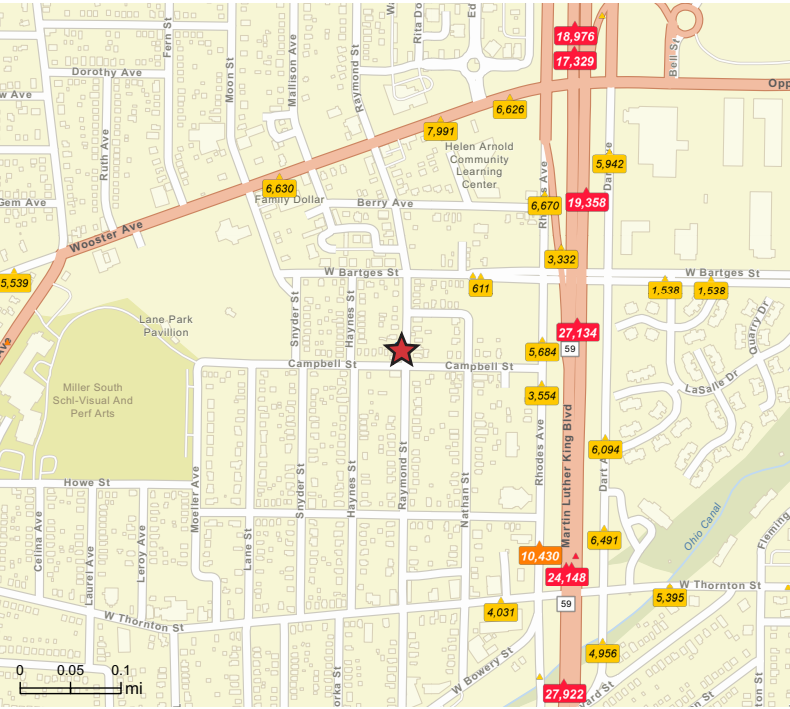 18,976
17,329
Fern St
Moon St
Mallison Ave
Raymond St
Rita Do
Ed
Bell St
Dorothy Ave
w Ave
Opp
6,626
7,991
Ruth Ave
Helen Arnold
Community
Learning
Center
5,942
6,630
Family Dollar
Berry Ave
6,670
19,358
Gem Ave
Wooster Ave
3,332
5,539
W Bartges St
611
W Bartges St
1,538
1,538
Lane Park
Pavillion
Snyder St
Haynes St
27,134
59
5,684
Quarry Dr
Campbell St
Campbell St
3,554
LaSalle Dr
Ave
Miller South
Schl-Visual And
Perf Arts
Martin Luther King Blvd
Rhodes Ave
6,094
Dart A
Howe St
Moeller Ave
Snyder St
Haynes St
Raymond St
Nathan St
Celina Ave
Laurel Ave
Leroy Ave
Lane St
Ohio Canal
Fleming
6,491
10,430
24,148
59
W Thornton St
5,395
4,031
W Thornton St
4,956
W Bowery St
27,922
0 0.05 0.1
mi